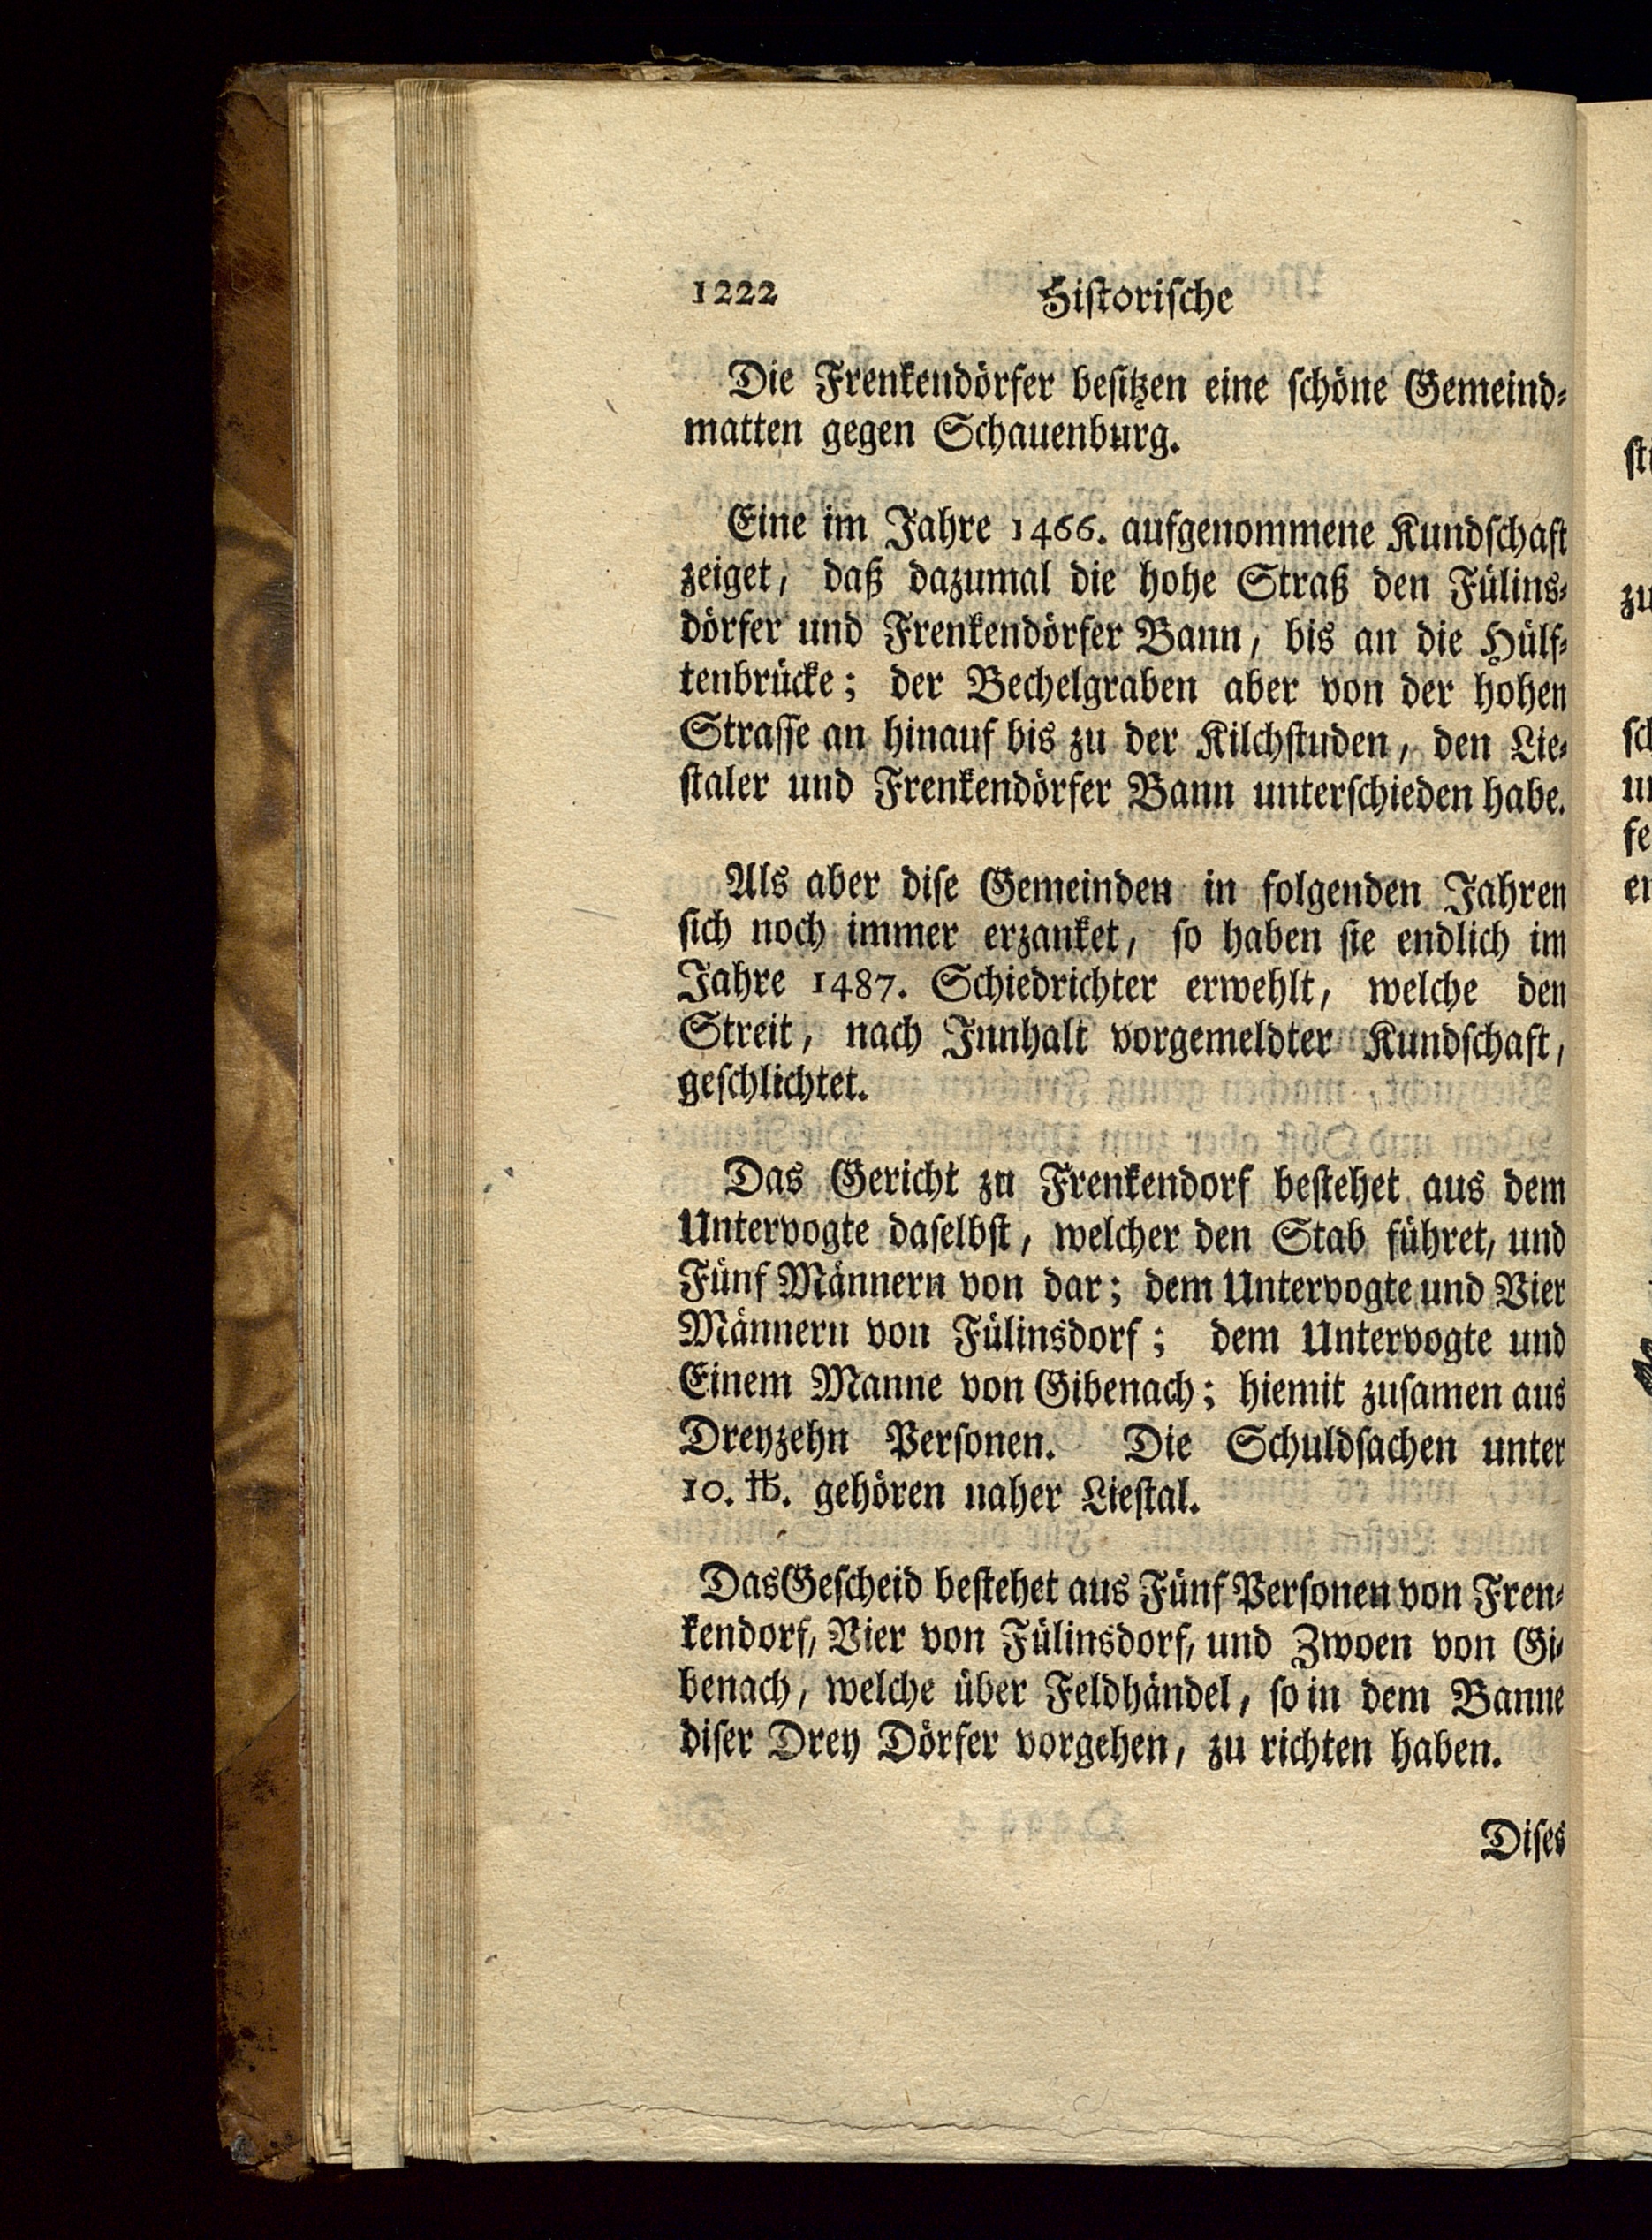 1222 Historische
Die Frenkendörfer besitzen eine schöne Gemeind-
matten gegen Schauenburg.
Eine im Jahre 1466. aufgenommene Kundschaft
zeiget, daß dazumal die hohe Straß den Fülins-
dörfer und Frenkendörfer Bann, bis an die Hülf-
tenbrücke; der Bechelgraben aber von der hohen
Strasse an hinauf bis zu der Kilchstuden, den Lie-
staler und Frenkendörfer Bann unterschieden habe.
Als aber dise Gemeinden in folgenden Jahren
sich noch immer erzanket, so haben sie endlich im
Jahre 1487. Schiedrichter erwehlt, welche den
Streit, nach Innhalt vorgemeldter Kundschaft,
geschlichtet.
Das Gericht zu Frenkendorf bestehet aus dem
Untervogte daselbst, welcher den Stab führet, und
Fünf Männern von dar; dem Untervogte und Vier
Männern von Fülinsdorf; dem Untervogte und
Einem Manne von Gibenach; hiemit zusamen aus
Dreyzehn Personen. Die Schuldsachen unter
10. ℔. gehören naher Liestal.
Das Gescheid bestehet aus Fünf Personen von Fren-
kendorf, Vier von Fülinsdorf, und Zwoen von Gi-
benach, welche über Feldhändel, so in dem Banne
diser Drey Dörfer vorgehen, zu richten haben.
Dises